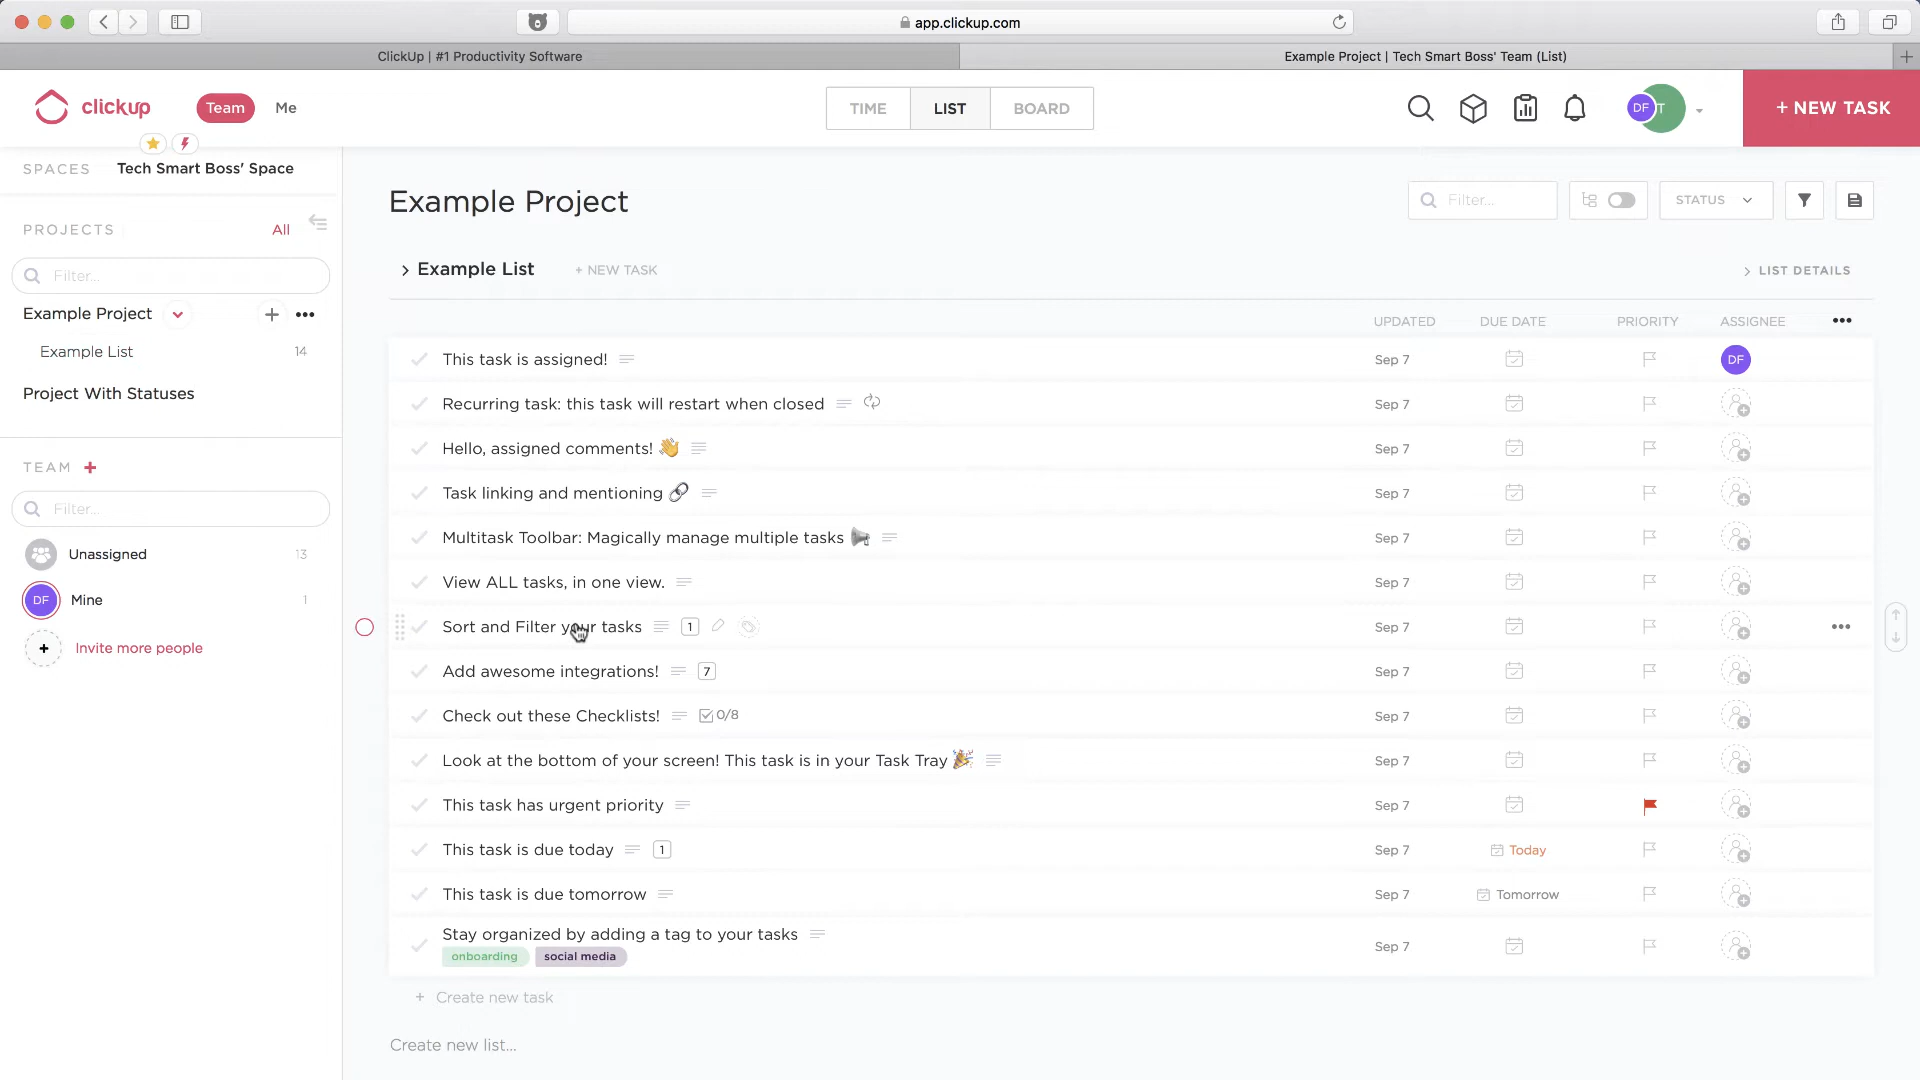 app.clickup.com
ClickUp | #1 Productivity Software
Example Project | Tech Smart Boss' Team (List)
clickup
Team
Me
TIME
LIST
BOARD
DF
T
+ NEW TASK
SPACES
Tech Smart Boss' Space
PROJECTS
All
Filter...
Example Project
Example List
14
Project With Statuses
TEAM +
Filter...
Unassigned
13
DF
Mine
1
+
Invite more people
Example Project
Filter...
STATUS
Example List
+ NEW TASK
LIST DETAILS
UPDATED
DUE DATE
PRIORITY
ASSIGNEE
This task is assigned!
Sep 7
DF
Recurring task: this task will restart when closed
Sep 7
Hello, assigned comments! 👋
Sep 7
Task linking and mentioning 🔗
Sep 7
Multitask Toolbar: Magically manage multiple tasks 📣
Sep 7
View ALL tasks, in one view.
Sep 7
Sort and Filter your tasks
1
Sep 7
Add awesome integrations!
7
Sep 7
Check out these Checklists!
0/8
Sep 7
Look at the bottom of your screen! This task is in your Task Tray 🎉
Sep 7
This task has urgent priority
Sep 7
This task is due today
1
Sep 7
Today
This task is due tomorrow
Sep 7
Tomorrow
Stay organized by adding a tag to your tasks
onboarding
social media
Sep 7
+ Create new task
Create new list...